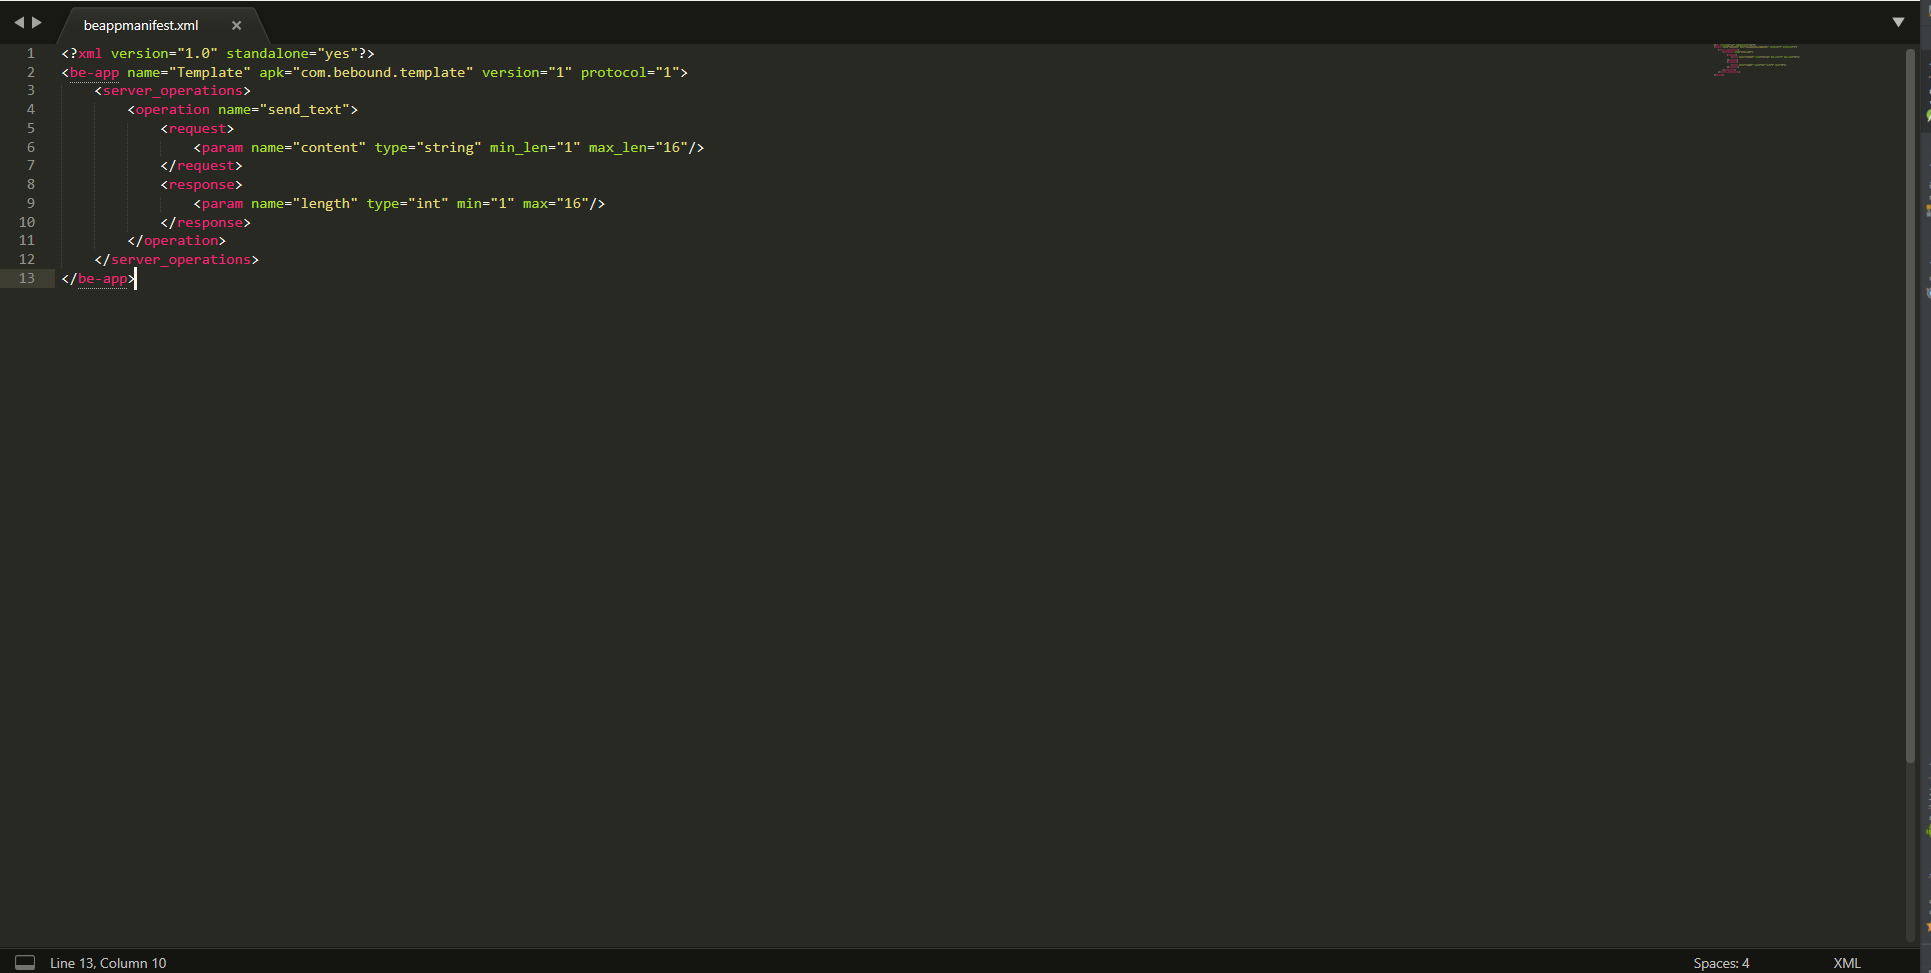 beappmanifest.xml ×
1 <?xml version="1.0" standalone="yes"?>
2 <be-app name="Template" apk="com.bebound.template" version="1" protocol="1">
3     <server_operations>
4         <operation name="send_text">
5             <request>
6                 <param name="content" type="string" min_len="1" max_len="16"/>
7             </request>
8             <response>
9                 <param name="length" type="int" min="1" max="16"/>
10             </response>
11         </operation>
12     </server_operations>
13 </be-app>
Line 13, Column 10 Spaces: 4 XML